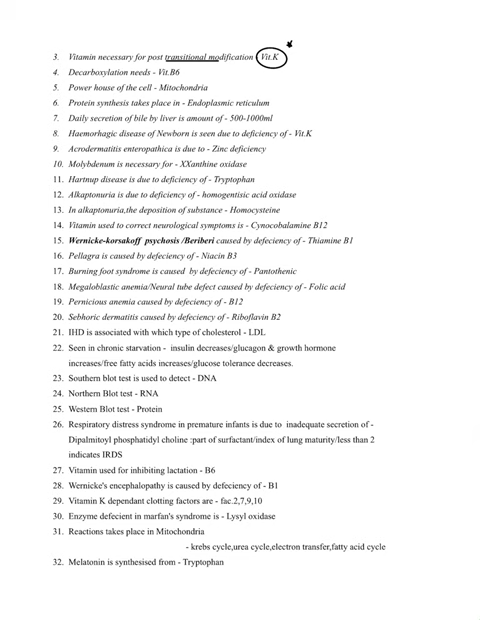 3. Vitamin necessary for post transitional modification - Vit.K
4. Decarboxylation needs - Vit.B6
5. Power house of the cell - Mitochondria
6. Protein synthesis takes place in - Endoplasmic reticulum
7. Daily secretion of bile by liver is amount of - 500-1000ml
8. Haemorhagic disease of Newborn is seen due to deficiency of - Vit.K
9. Acrodermatitis enteropathica is due to - Zinc deficiency
10. Molybdenum is necessary for - XXanthine oxidase
11. Hartnup disease is due to deficiency of - Tryptophan
12. Alkaptonuria is due to deficiency of - homogentisic acid oxidase
13. In alkaptonuria,the deposition of substance - Homocysteine
14. Vitamin used to correct neurological symptoms is - Cynocobalamine B12
15. Wernicke-korsakoff psychosis /Beriberi caused by defeciency of - Thiamine B1
16. Pellagra is caused by defeciency of - Niacin B3
17. Burning foot syndrome is caused by defeciency of - Pantothenic
18. Megaloblastic anemia/Neural tube defect caused by defeciency of - Folic acid
19. Pernicious anemia caused by defeciency of - B12
20. Sebhoric dermatitis caused by defeciency of - Riboflavin B2
21. IHD is associated with which type of cholesterol - LDL
22. Seen in chronic starvation - insulin decreases/glucagon & growth hormone
increases/free fatty acids increases/glucose tolerance decreases.
23. Southern blot test is used to detect - DNA
24. Northern Blot test - RNA
25. Western Blot test - Protein
26. Respiratory distress syndrome in premature infants is due to inadequate secretion of -
Dipalmitoyl phosphatidyl choline :part of surfactant/index of lung maturity/less than 2
indicates IRDS
27. Vitamin used for inhibiting lactation - B6
28. Wernicke's encephalopathy is caused by defeciency of - B1
29. Vitamin K dependant clotting factors are - fac.2,7,9,10
30. Enzyme defecient in marfan's syndrome is - Lysyl oxidase
31. Reactions takes place in Mitochondria
- krebs cycle,urea cycle,electron transfer,fatty acid cycle
32. Melatonin is synthesised from - Tryptophan